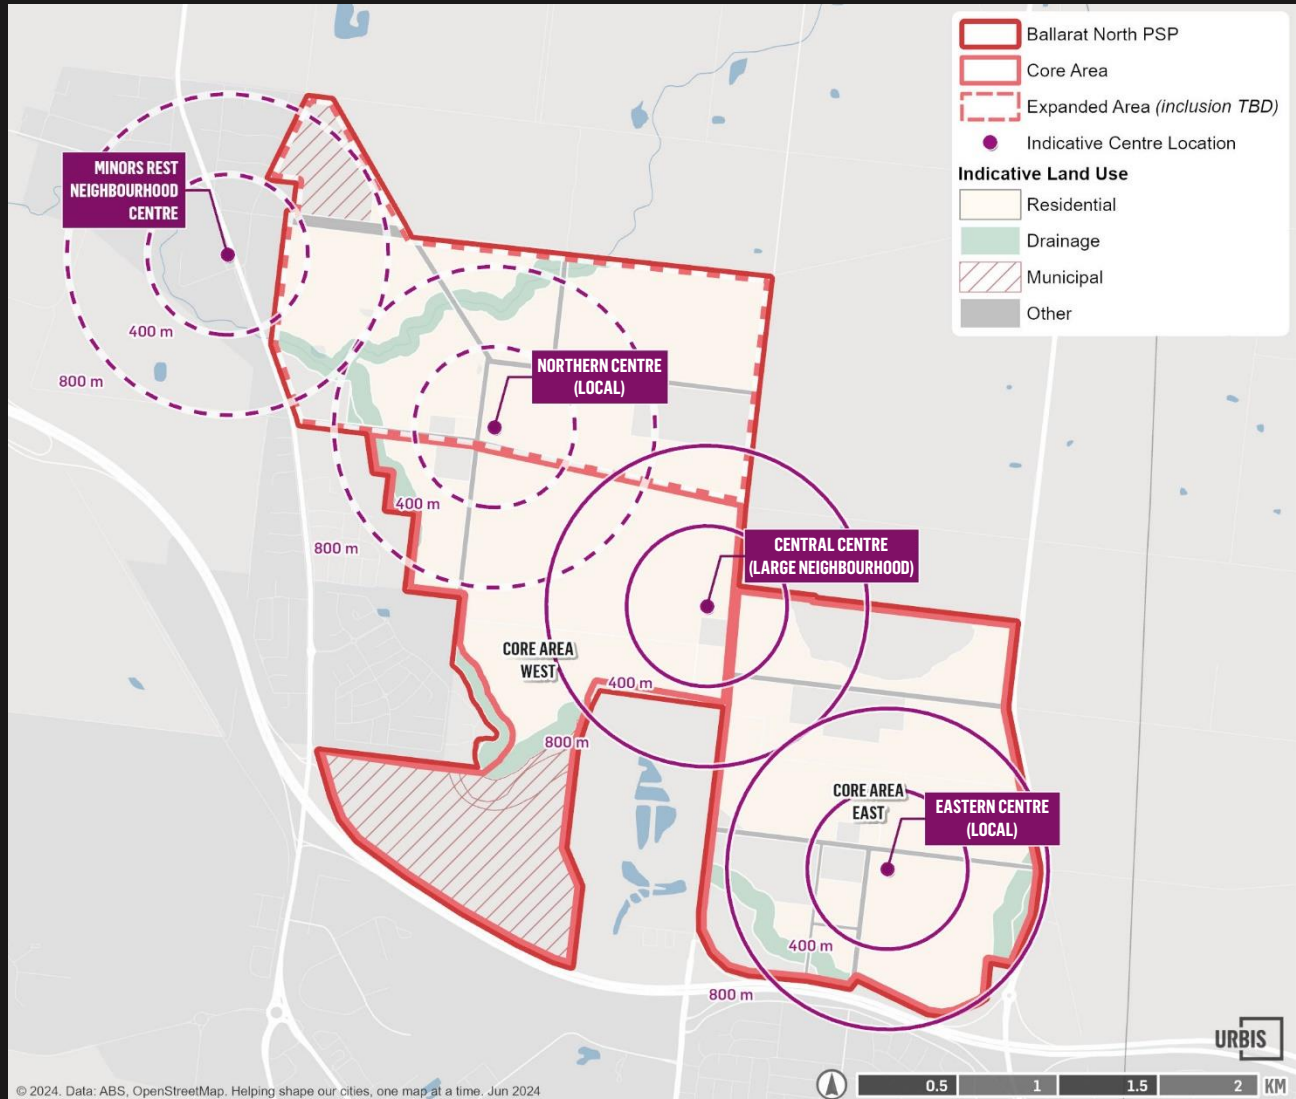 Ballarat North PSP
Core Area
Expanded Area (inclusion TBD)
Indicative Centre Location
Indicative Land Use
Residential
Drainage
Municipal
Other
MINORS REST
NEIGHBOURHOOD
CENTRE
400 m
800 m
NORTHERN CENTRE
(LOCAL)
400 m
800 m
CENTRAL CENTRE
(LARGE NEIGHBOURHOOD)
CORE AREA
WEST
400 m
800 m
CORE AREA
EAST
EASTERN CENTRE
(LOCAL)
400 m
800 m
URBIS
© 2024. Data: ABS, OpenStreetMap. Helping shape our cities, one map at a time. Jun 2024
0.5 1 1.5 2 KM